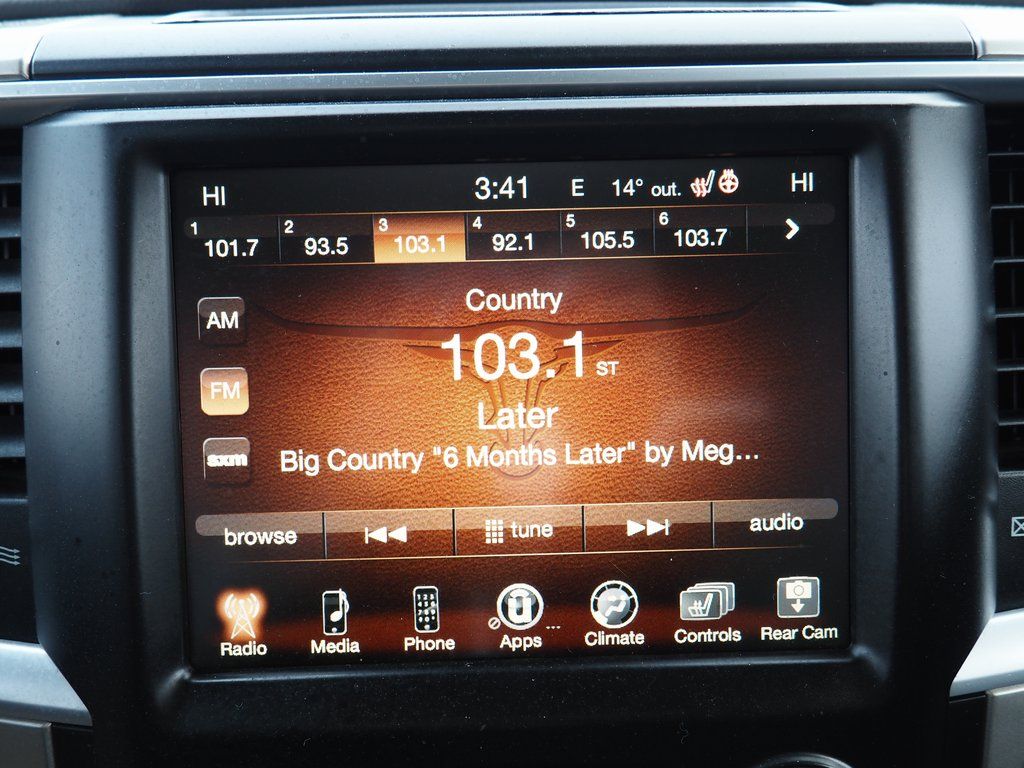 HI 3:41 E 14° out. HI
1 101.7 2 93.5 3 103.1 4 92.1 5 105.5 6 103.7
Country
AM
103.1 ST
FM
Later
sxm
Big Country "6 Months Later" by Meg...
browse tune audio
Radio Media Phone Apps ... Climate Controls Rear Cam